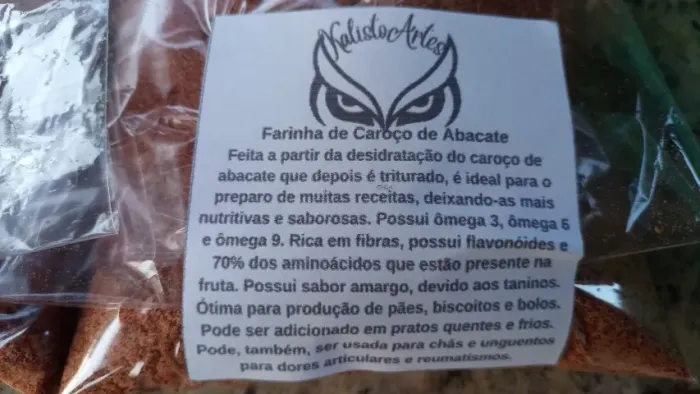 KalistoArtes
Farinha de Caroço de Abacate
Feita a partir da desidratação do caroço de
abacate que depois é triturado, é ideal para o
preparo de muitas receitas, deixando-as mais
nutritivas e saborosas. Possui ômega 3, ômega 6
e ômega 9. Rica em fibras, possui flavonóides e
70% dos aminoácidos que estão presente na
fruta. Possui sabor amargo, devido aos taninos.
Ótima para produção de pães, biscoitos e bolos.
Pode ser adicionado em pratos quentes e frios.
Pode, também, ser usada para chás e unguentos
para dores articulares e reumatismos.